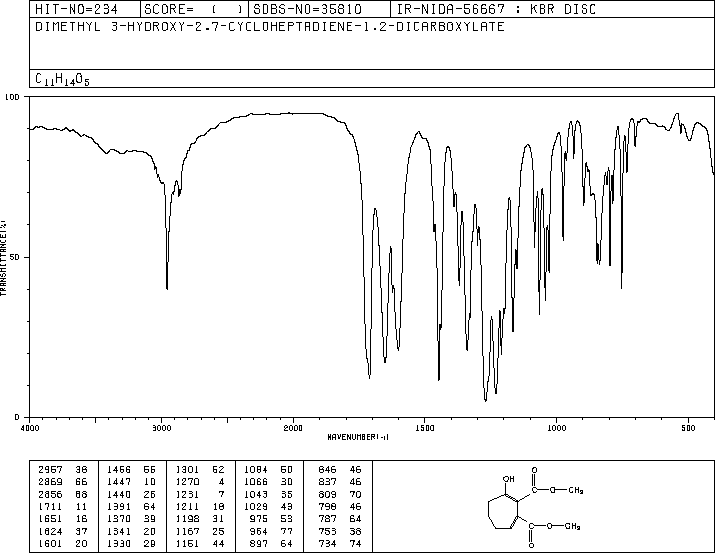 HIT-NO=234 SCORE= ( ) SDBS-NO=35810 IR-NIDA-56667 : KBR DISC
DIMETHYL 3-HYDROXY-2,7-CYCLOHEPTADIENE-1,2-DICARBOXYLATE
C11H14O5
100
50
0
TRANSMITTANCE(%)
4000 3000 2000 1500 1000 500
WAVENUMBER(-1)
2957 38 1456 55 1301 52 1084 50 846 46
2869 66 1447 10 1270 4 1066 30 837 46
2856 68 1440 25 1231 7 1043 35 809 70
1711 11 1391 64 1211 18 1029 43 798 46
1651 16 1370 39 1198 31 975 53 787 64
1624 37 1341 20 1167 25 964 77 753 38
1601 20 1330 29 1151 44 897 64 734 74
OH
O
C-O-CH3
O
C-O-CH3